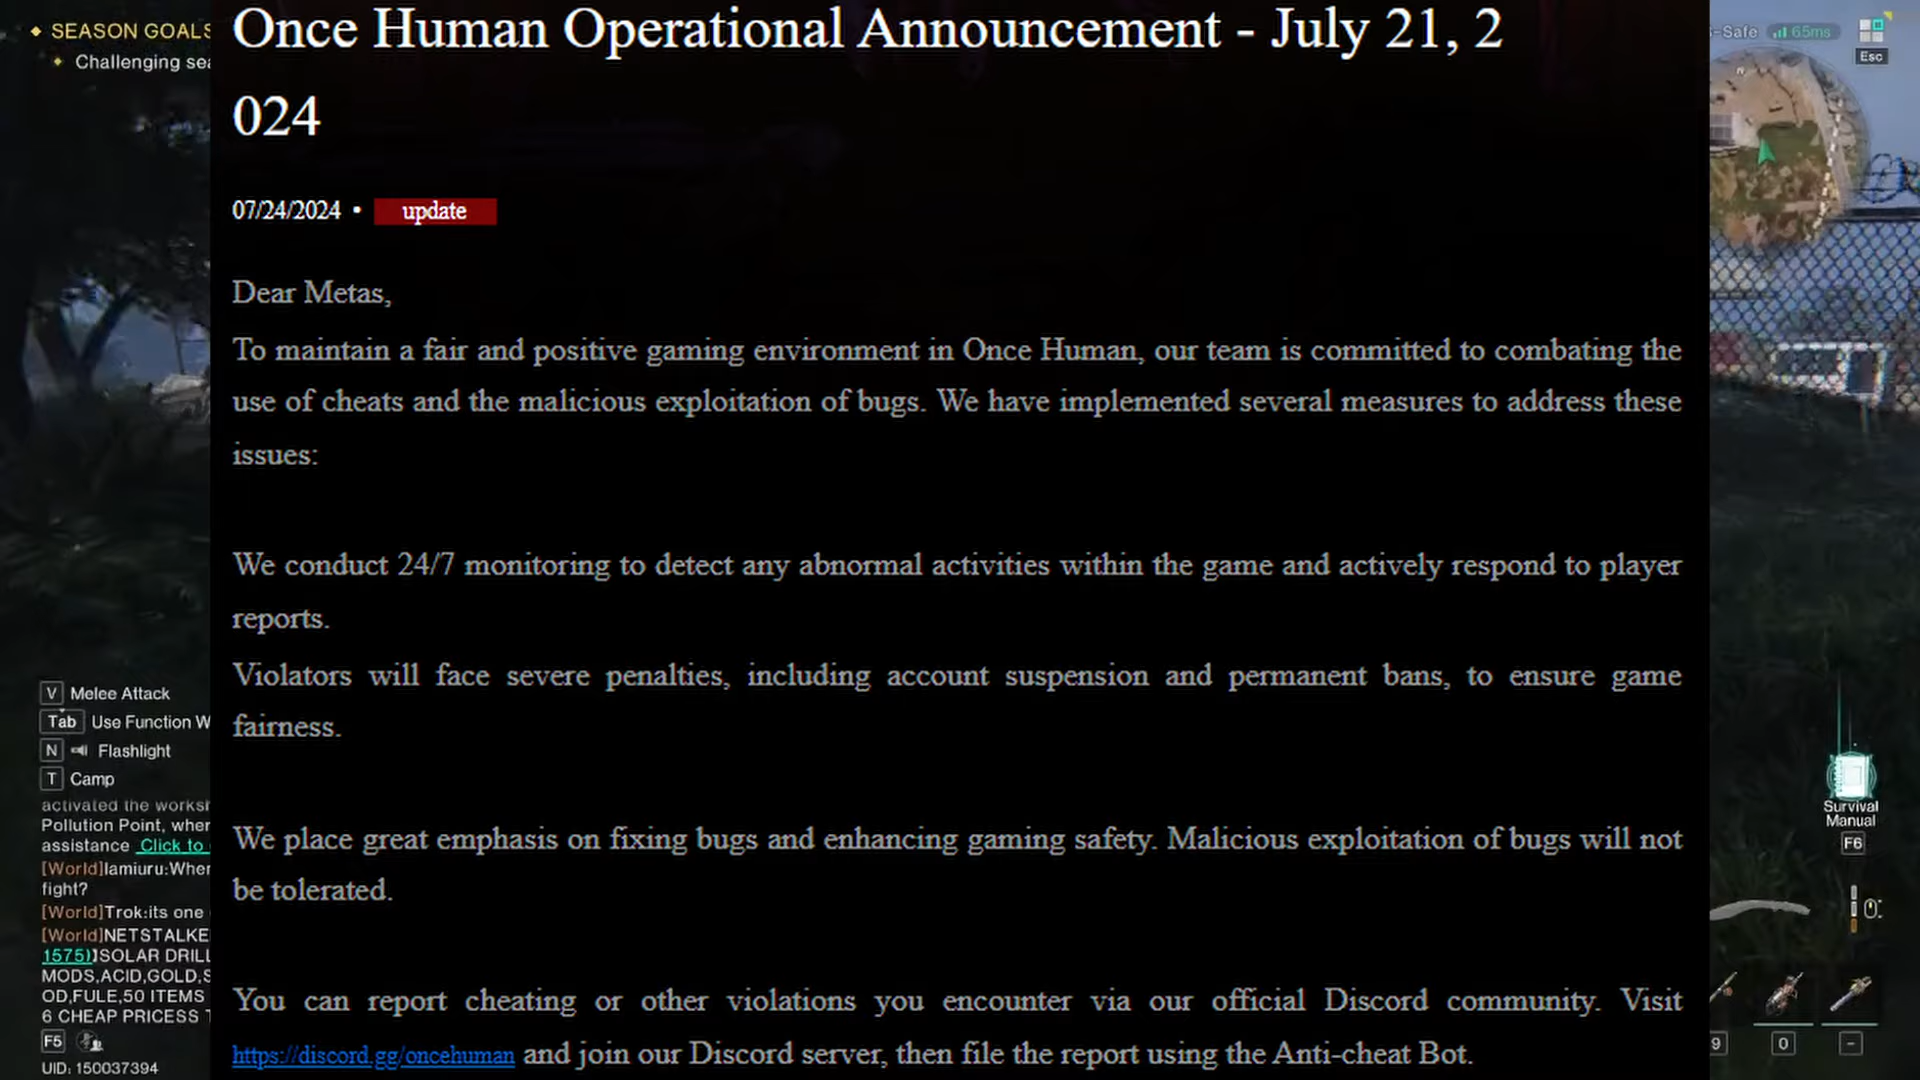 Once Human Operational Announcement - July 21, 2
024
07/24/2024 • update
Dear Metas,
To maintain a fair and positive gaming environment in Once Human, our team is committed to combating the
use of cheats and the malicious exploitation of bugs. We have implemented several measures to address these
issues:
We conduct 24/7 monitoring to detect any abnormal activities within the game and actively respond to player
reports.
Violators will face severe penalties, including account suspension and permanent bans, to ensure game
fairness.
We place great emphasis on fixing bugs and enhancing gaming safety. Malicious exploitation of bugs will not
be tolerated.
You can report cheating or other violations you encounter via our official Discord community. Visit
https://discord.gg/oncehuman and join our Discord server, then file the report using the Anti-cheat Bot.
SEASON GOALS
Challenging sea
V Melee Attack
Tab Use Function W
N Flashlight
T Camp
activated the worksh
Pollution Point, wher
assistance Click to
[World]Iamiuru:Wher
fight?
[World]Trok:its one
[World]NETSTALKE
1575)]SOLAR DRILL
MODS,ACID,GOLD,S
OD,FULE,50 ITEMS
6 CHEAP PRICESS T
F5
UID: 150037394
-Safe 65ms
Esc
N
Survival
Manual
F6
9 0 -